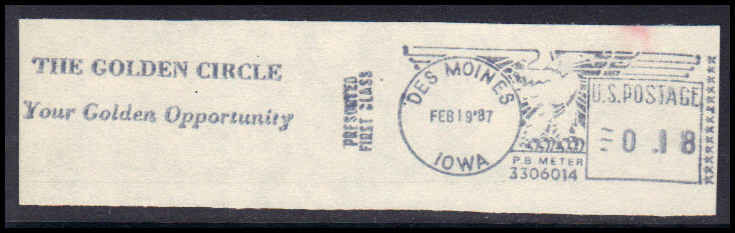 THE GOLDEN CIRCLE
Your Golden Opportunity
PRESORTED
FIRST CLASS
DES MOINES
FEB 19 '87
IOWA
P.B. METER
3306014
U.S. POSTAGE
0.18